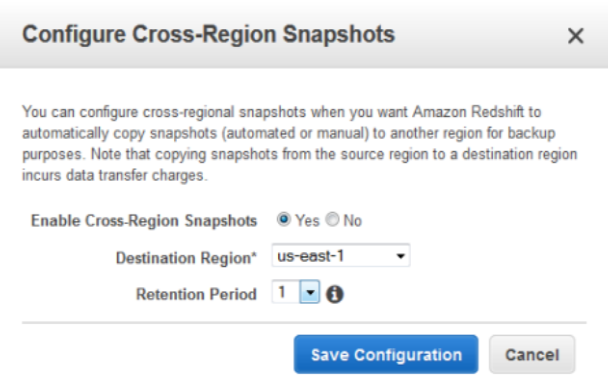 Configure Cross-Region Snapshots
You can configure cross-regional snapshots when you want Amazon Redshift to
automatically copy snapshots (automated or manual) to another region for backup
purposes. Note that copying snapshots from the source region to a destination region
incurs data transfer charges.
Enable Cross-Region Snapshots Yes No
Destination Region* us-east-1
Retention Period 1
Save Configuration Cancel